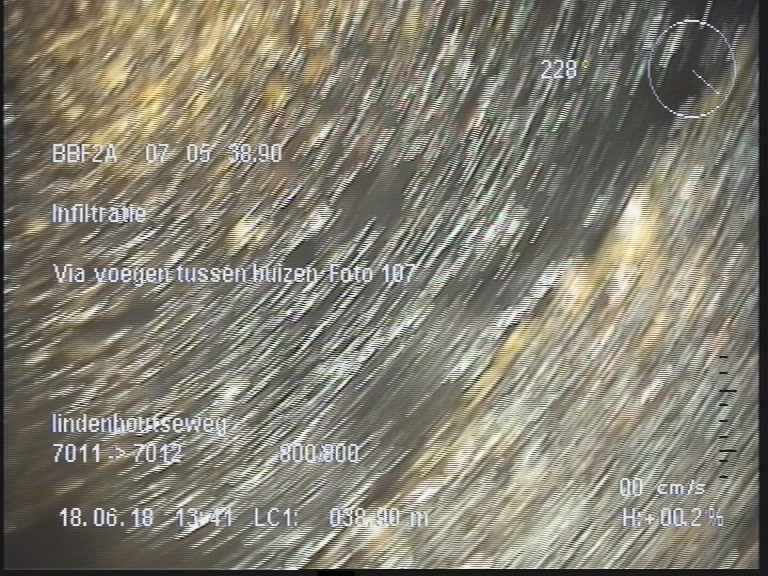 228°
BBF2A 07 05 38.90
Infiltratie
Via voegen tussen buizen Foto 107
lindenhoutseweg
7011 -> 7012 800/800
00 cm/s
18.06.18 13:41 LC1: 038.90 m H:+00.2 %